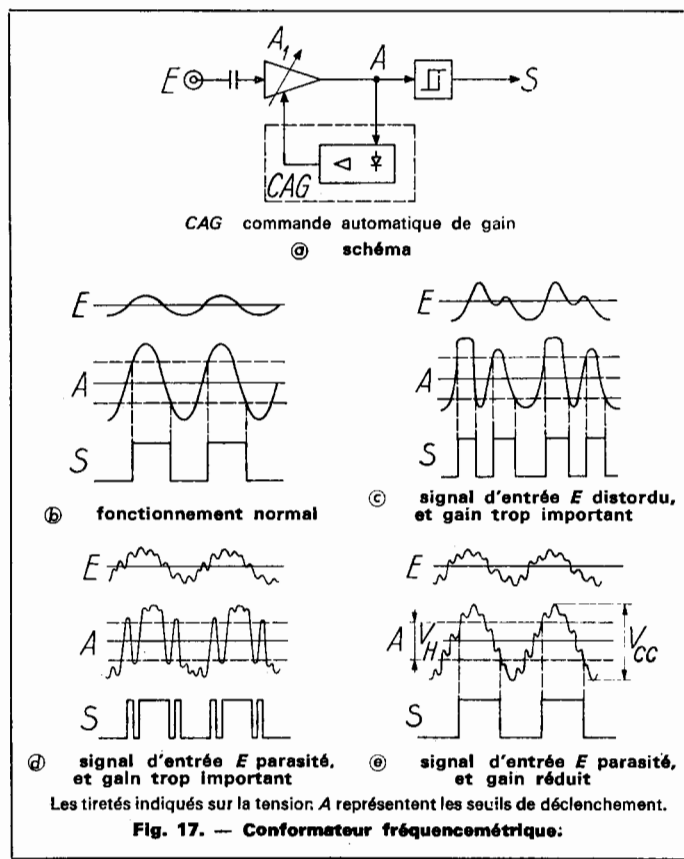 E
A₁
A
S
CAG
CAG commande automatique de gain
ⓐ schéma
E
A
S
ⓑ fonctionnement normal
E
A
S
ⓒ signal d'entrée E distordu,
et gain trop important
E
A
S
ⓓ signal d'entrée E parasité,
et gain trop important
E
A
V_H
V_CC
S
ⓔ signal d'entrée E parasité,
et gain réduit
Les tiretés indiqués sur la tension A représentent les seuils de déclenchement.
Fig. 17. — Conformateur fréquencemétrique: